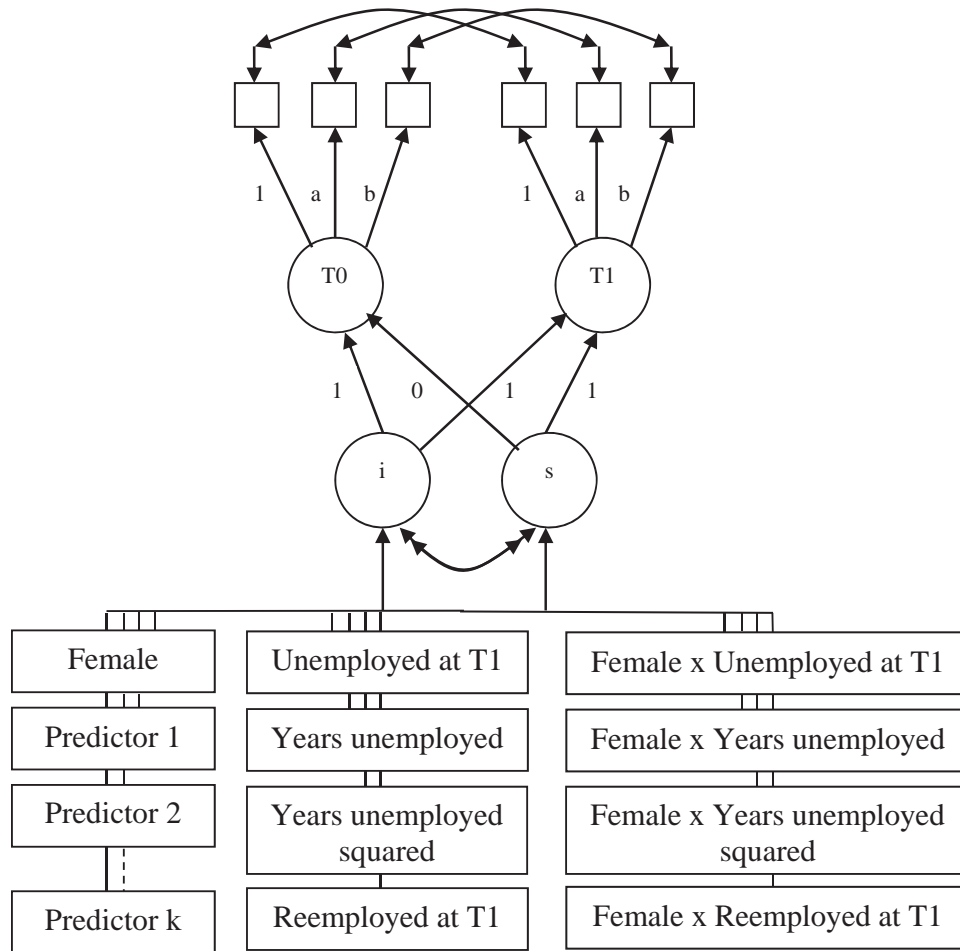 1 a b 1 a b
T0 T1
1 0 1 1
i s
Female Unemployed at T1 Female x Unemployed at T1
Predictor 1 Years unemployed Female x Years unemployed
Predictor 2 Years unemployed Female x Years unemployed
squared squared
Predictor k Reemployed at T1 Female x Reemployed at T1